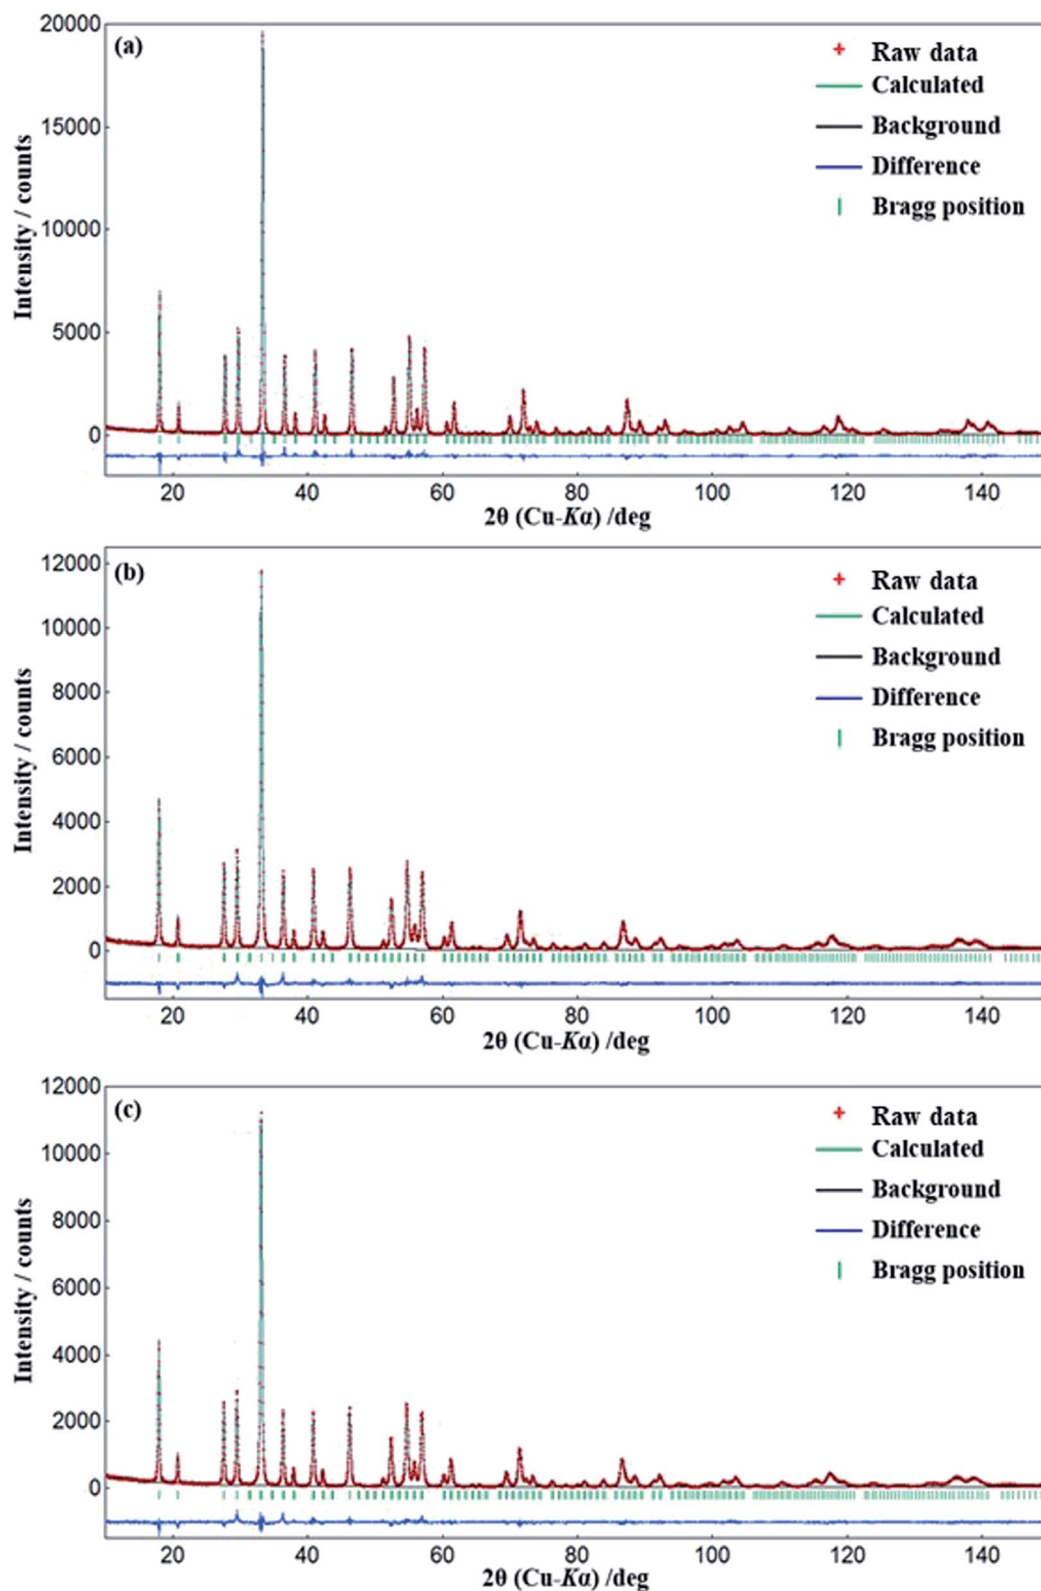 (a)
Raw data
Calculated
Background
Difference
Bragg position
20000
15000
10000
5000
0
Intensity / counts
20 40 60 80 100 120 140
2θ (Cu-Kα) /deg
(b)
Raw data
Calculated
Background
Difference
Bragg position
12000
10000
8000
6000
4000
2000
0
Intensity / counts
20 40 60 80 100 120 140
2θ (Cu-Kα) /deg
(c)
Raw data
Calculated
Background
Difference
Bragg position
12000
10000
8000
6000
4000
2000
0
Intensity / counts
20 40 60 80 100 120 140
2θ (Cu-Kα) /deg